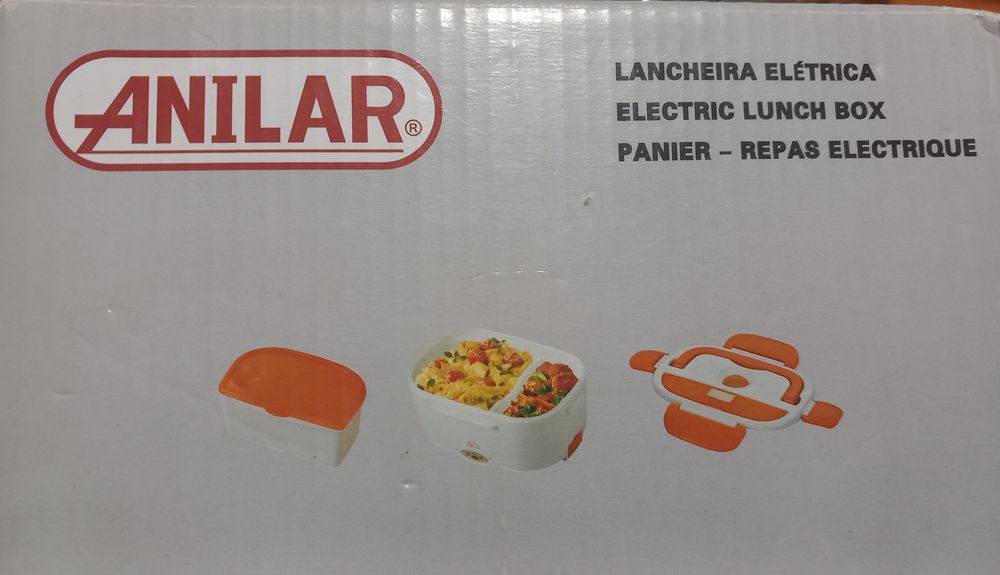 ANILAR®
LANCHEIRA ELÉTRICA
ELECTRIC LUNCH BOX
PANIER – REPAS ELECTRIQUE